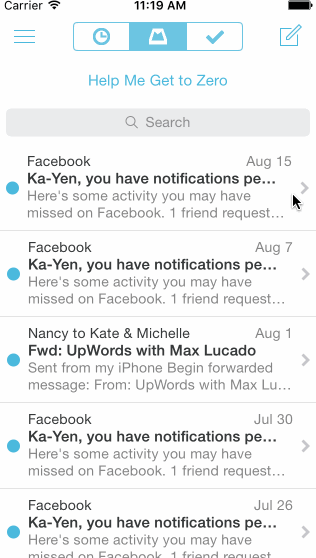 Carrier 11:19 AM
Help Me Get to Zero
Search
Facebook Aug 15
Ka-Yen, you have notifications pe...
Here's some activity you may have
missed on Facebook. 1 friend request...
Facebook Aug 7
Ka-Yen, you have notifications pe...
Here's some activity you may have
missed on Facebook. 1 friend request...
Nancy to Kate & Michelle Aug 1
Fwd: UpWords with Max Lucado
Sent from my iPhone Begin forwarded
message: From: UpWords with Max Lu...
Facebook Jul 30
Ka-Yen, you have notifications pe...
Here's some activity you may have
missed on Facebook. 1 friend request...
Facebook Jul 26
Ka-Yen, you have notifications pe...
Here's some activity you may have
missed on Facebook. 1 friend request...